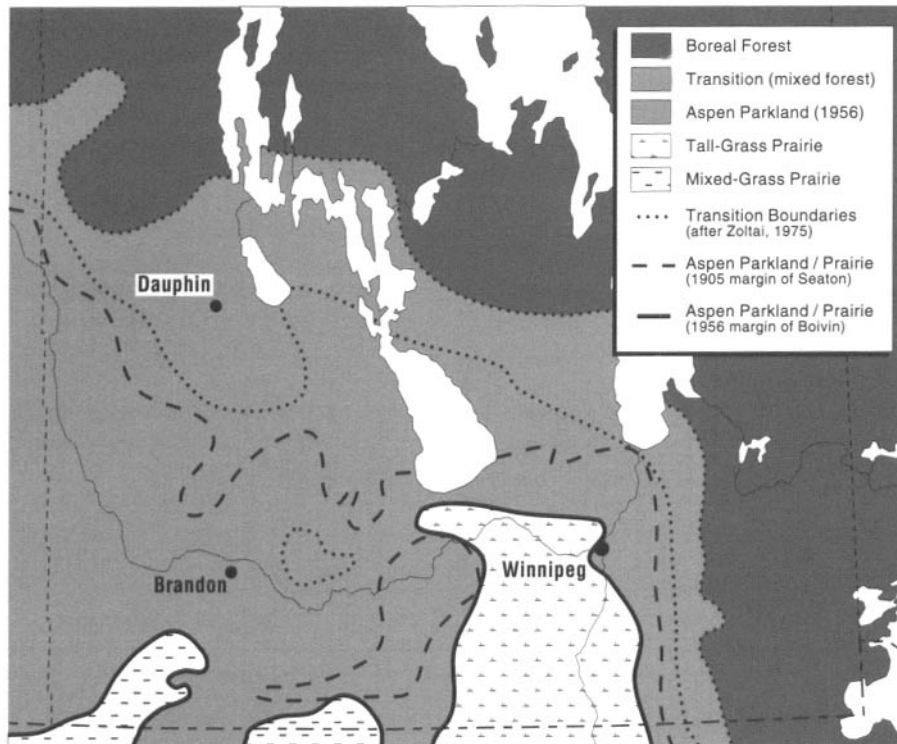 Boreal Forest
Transition (mixed forest)
Aspen Parkland (1956)
Tall-Grass Prairie
Mixed-Grass Prairie
Transition Boundaries
(after Zoltai, 1975)
Aspen Parkland / Prairie
(1905 margin of Seaton)
Aspen Parkland / Prairie
(1956 margin of Boivin)
Dauphin
Brandon
Winnipeg